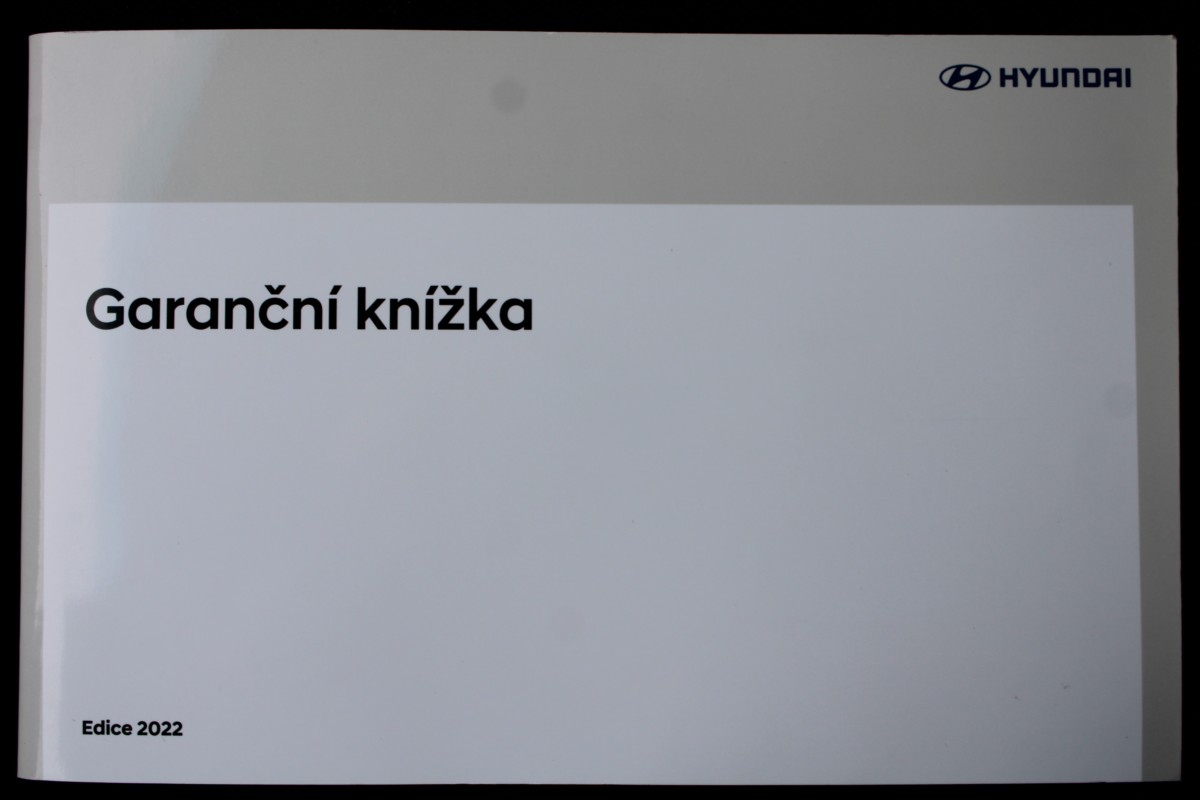 HYUNDAI
Garanční knížka
Edice 2022